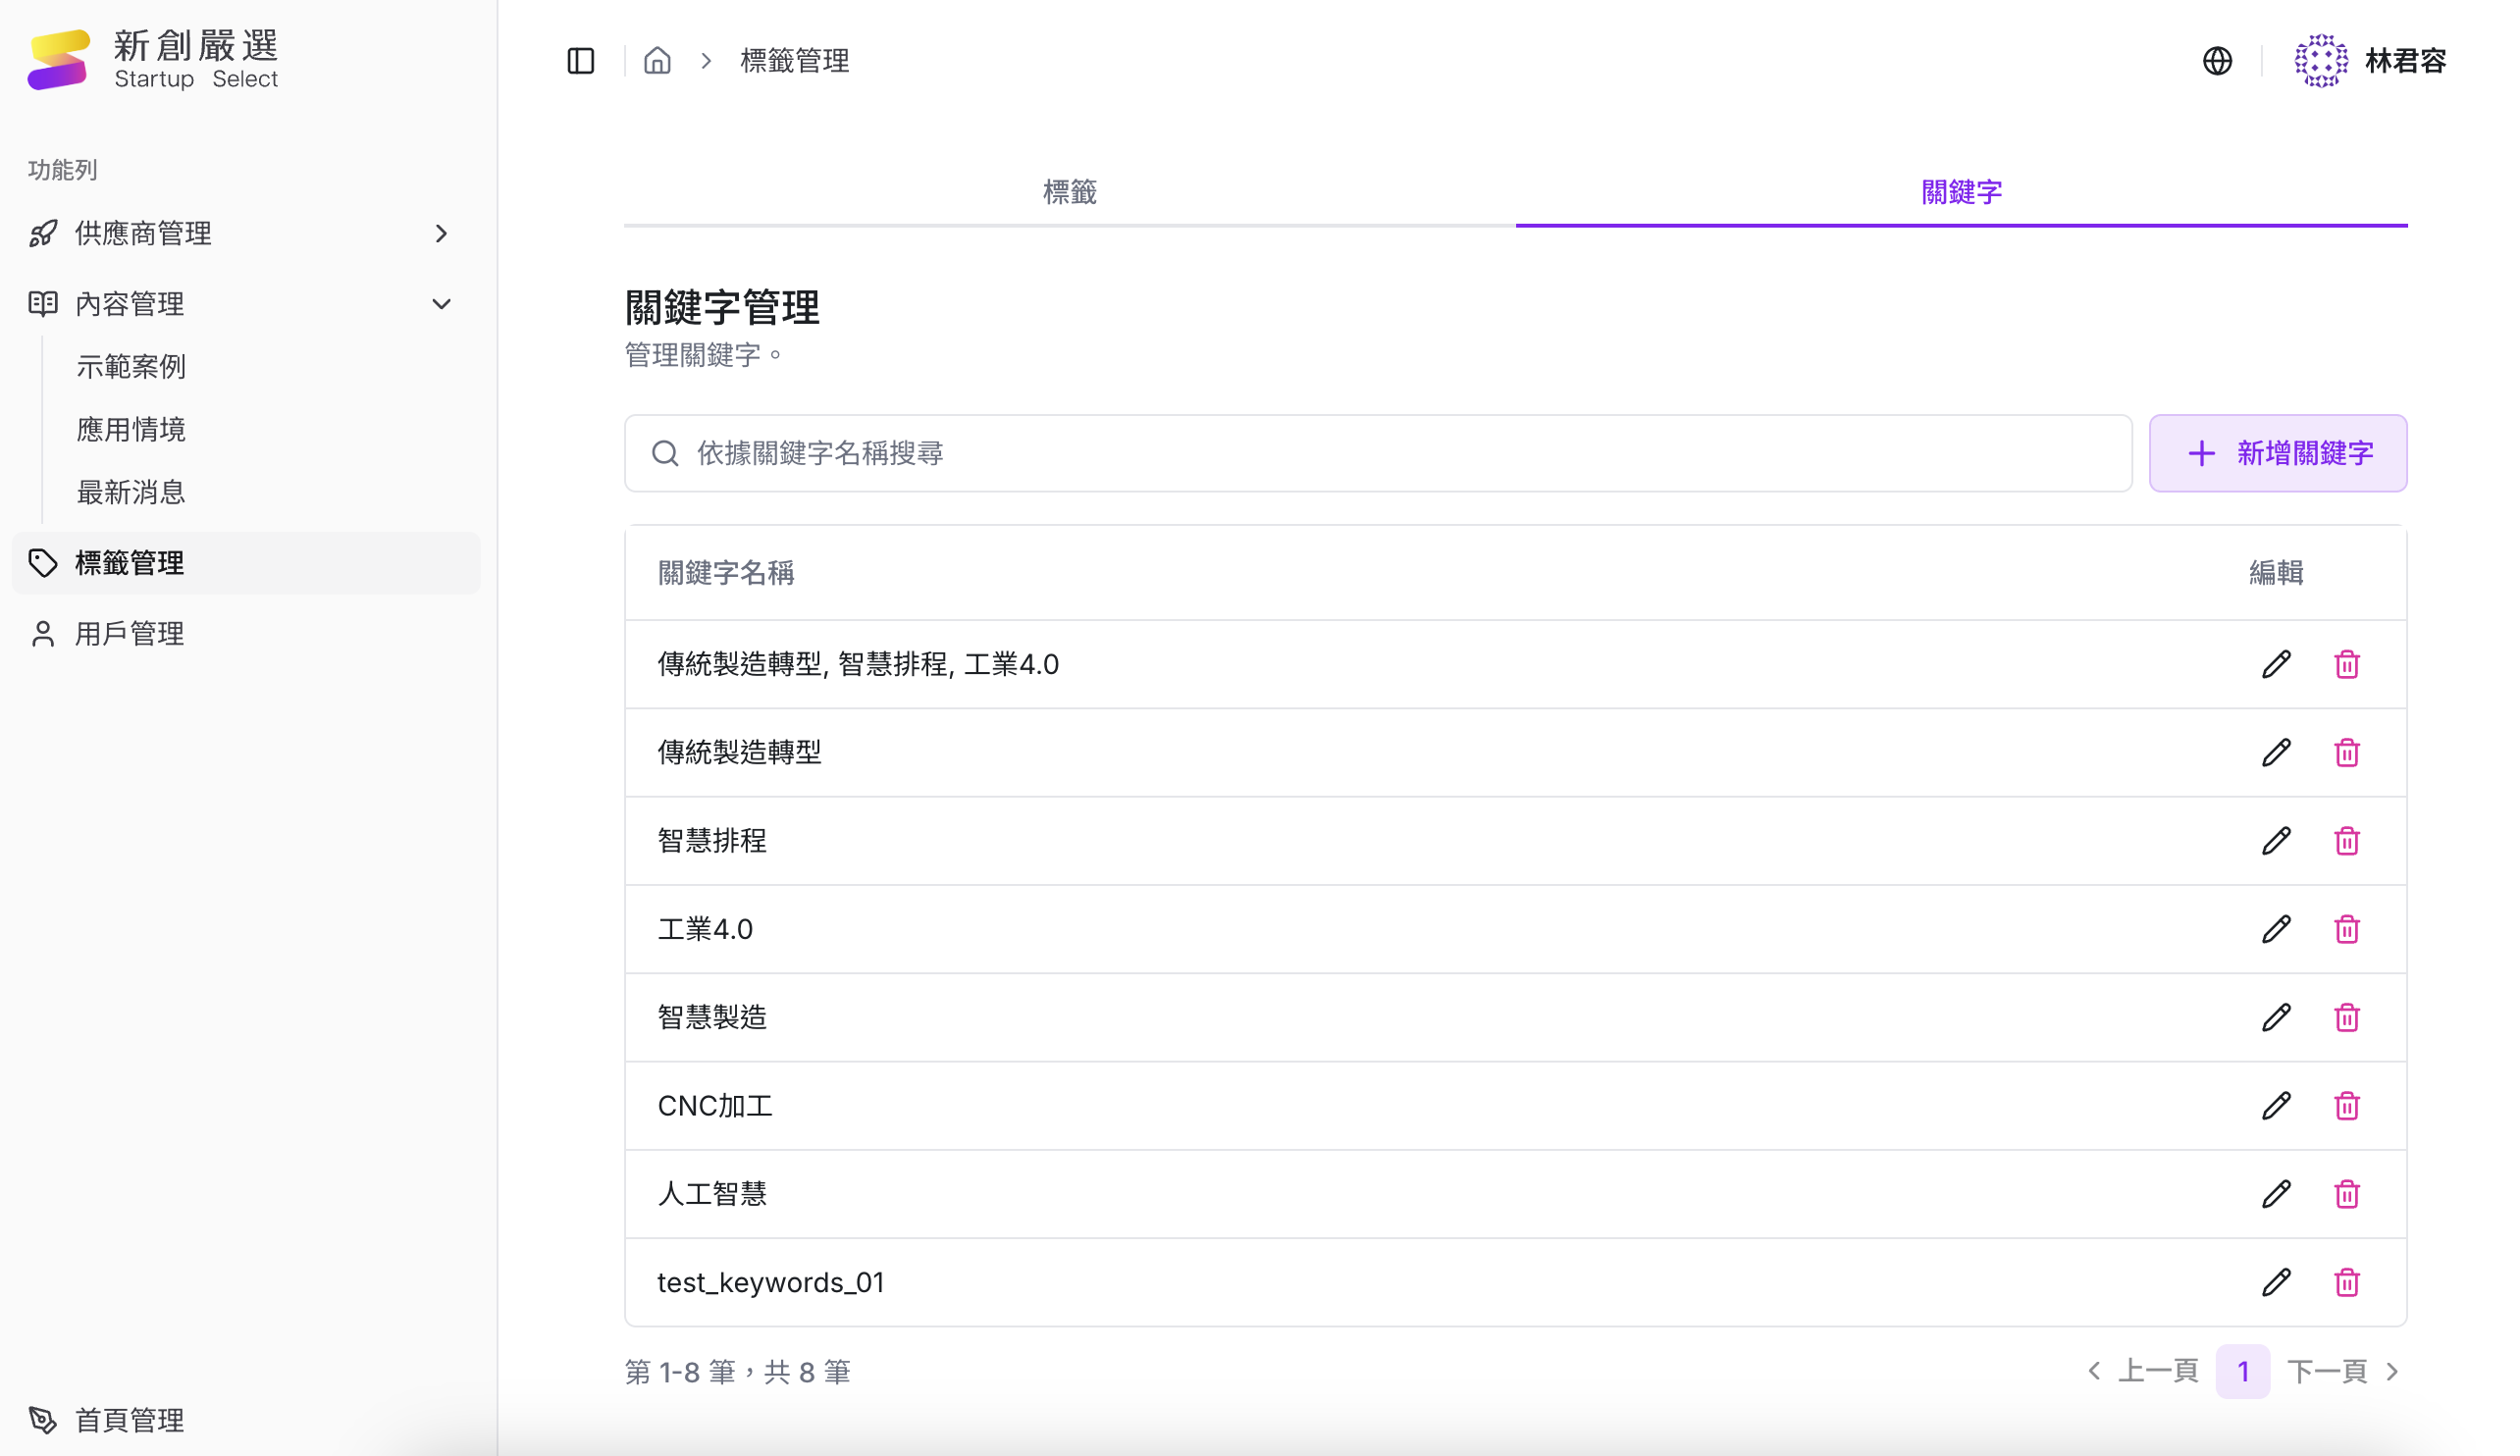 新創嚴選
Startup Select
功能列
供應商管理
內容管理
示範案例
應用情境
最新消息
標籤管理
用戶管理
首頁管理
標籤管理
林君容
標籤
關鍵字
關鍵字管理
管理關鍵字。
依據關鍵字名稱搜尋
新增關鍵字
關鍵字名稱 編輯
傳統製造轉型, 智慧排程, 工業4.0
傳統製造轉型
智慧排程
工業4.0
智慧製造
CNC加工
人工智慧
test_keywords_01
第 1-8 筆，共 8 筆
上一頁 1 下一頁